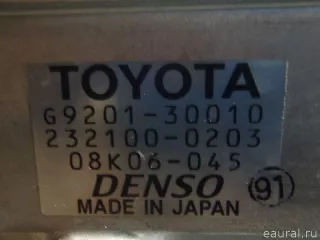 TOYOTA
G9201-30010
232100-0203
08K06-045
DENSO 91
MADE IN JAPAN
eaural.ru